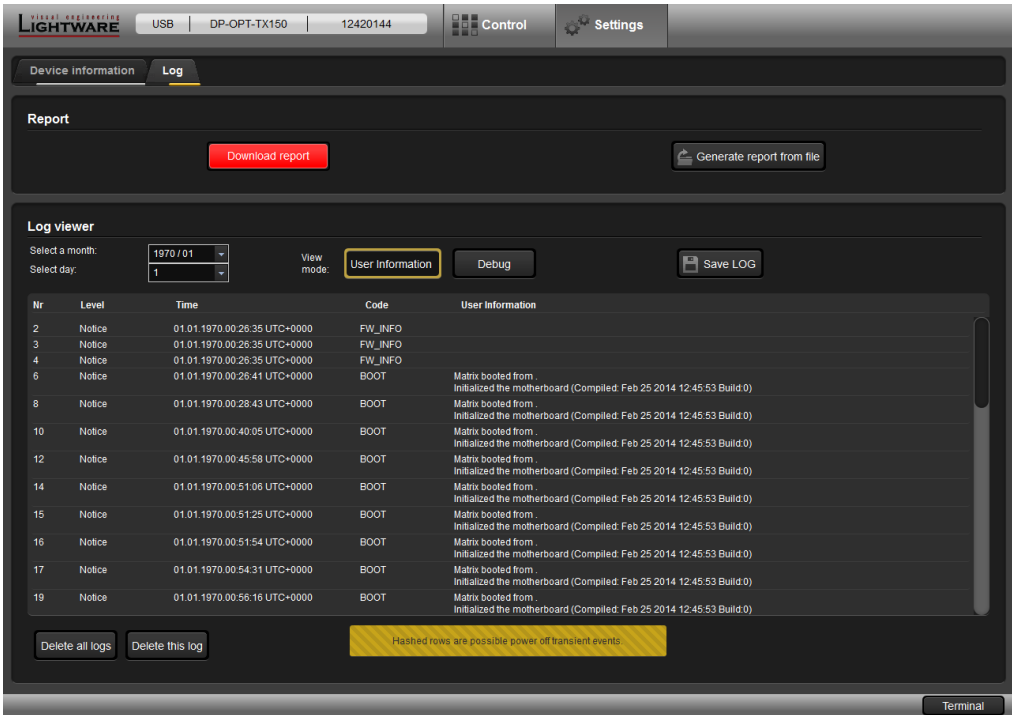 visual engineering
LIGHTWARE
USB DP-OPT-TX150 12420144
Control
Settings
Device information
Log
Report
Download report
Generate report from file
Log viewer
Select a month: 1970 / 01
Select day: 1
View
mode:
User Information
Debug
Save LOG
Nr Level Time Code User Information
2 Notice 01.01.1970.00:26:35 UTC+0000 FW_INFO
3 Notice 01.01.1970.00:26:35 UTC+0000 FW_INFO
4 Notice 01.01.1970.00:26:35 UTC+0000 FW_INFO
6 Notice 01.01.1970.00:26:41 UTC+0000 BOOT Matrix booted from .
Initialized the motherboard (Compiled: Feb 25 2014 12:45:53 Build:0)
8 Notice 01.01.1970.00:28:43 UTC+0000 BOOT Matrix booted from .
Initialized the motherboard (Compiled: Feb 25 2014 12:45:53 Build:0)
10 Notice 01.01.1970.00:40:05 UTC+0000 BOOT Matrix booted from .
Initialized the motherboard (Compiled: Feb 25 2014 12:45:53 Build:0)
12 Notice 01.01.1970.00:45:58 UTC+0000 BOOT Matrix booted from .
Initialized the motherboard (Compiled: Feb 25 2014 12:45:53 Build:0)
14 Notice 01.01.1970.00:51:06 UTC+0000 BOOT Matrix booted from .
Initialized the motherboard (Compiled: Feb 25 2014 12:45:53 Build:0)
15 Notice 01.01.1970.00:51:25 UTC+0000 BOOT Matrix booted from .
Initialized the motherboard (Compiled: Feb 25 2014 12:45:53 Build:0)
16 Notice 01.01.1970.00:51:54 UTC+0000 BOOT Matrix booted from .
Initialized the motherboard (Compiled: Feb 25 2014 12:45:53 Build:0)
17 Notice 01.01.1970.00:54:31 UTC+0000 BOOT Matrix booted from .
Initialized the motherboard (Compiled: Feb 25 2014 12:45:53 Build:0)
19 Notice 01.01.1970.00:56:16 UTC+0000 BOOT Matrix booted from .
Initialized the motherboard (Compiled: Feb 25 2014 12:45:53 Build:0)
Delete all logs
Delete this log
Hashed rows are possible power off transient events.
Terminal